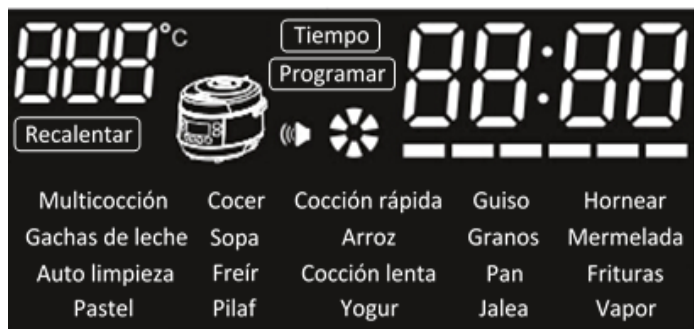 888°C
Tiempo
88:88
Programar
Recalentar
Multicocción Cocer Cocción rápida Guiso Hornear
Gachas de leche Sopa Arroz Granos Mermelada
Auto limpieza Freír Cocción lenta Pan Frituras
Pastel Pilaf Yogur Jalea Vapor